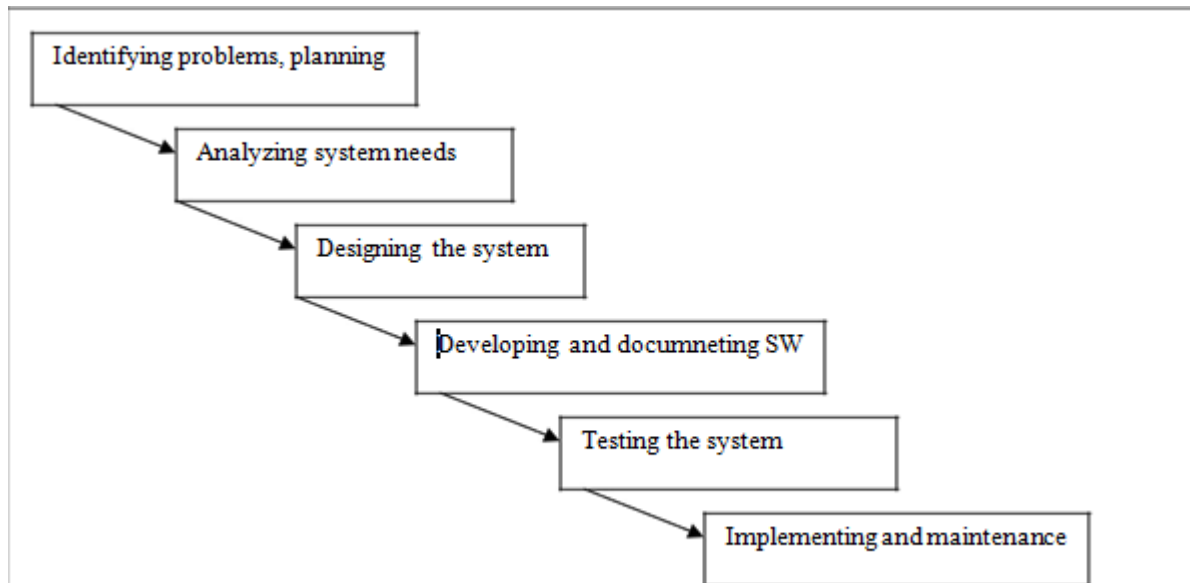 Identifying problems, planning
Analyzing system needs
Designing the system
Developing and documneting SW
Testing the system
Implementing and maintenance